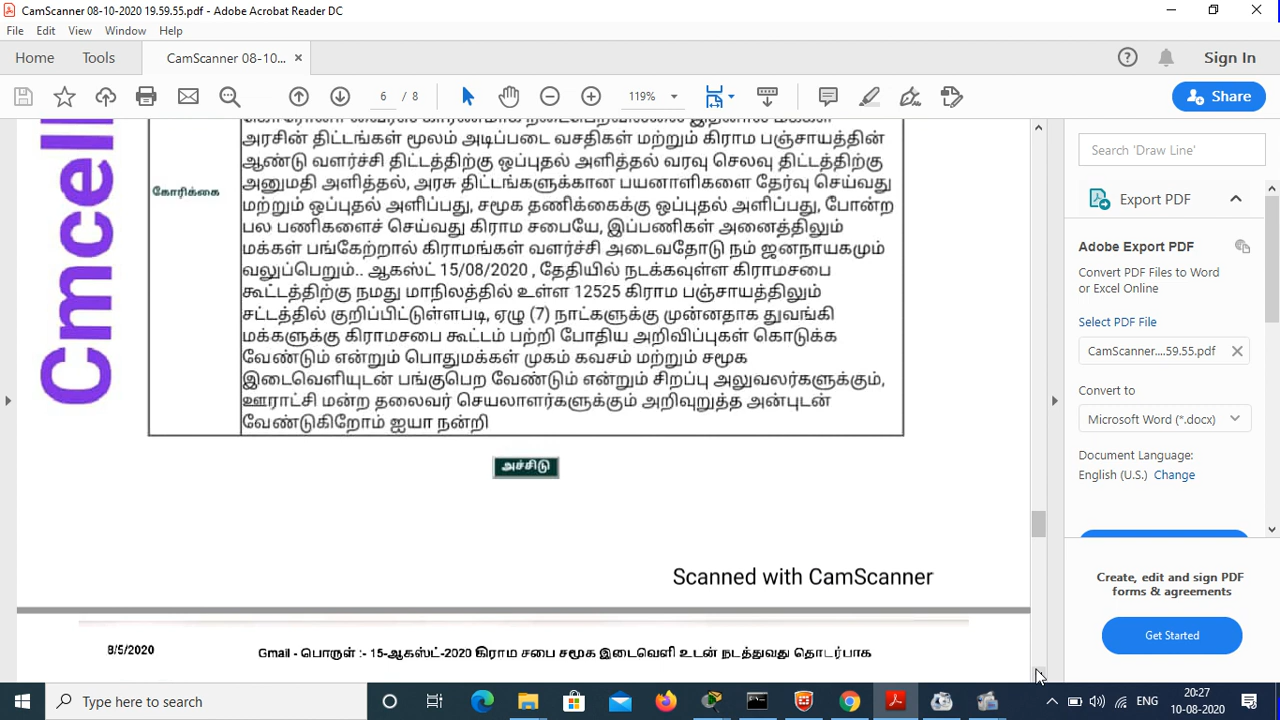 CamScanner 08-10-2020 19.59.55.pdf - Adobe Acrobat Reader DC
File Edit View Window Help
Home Tools CamScanner 08-10... Sign In
6 / 8 119% Share
அரசின் திட்டங்கள் மூலம் அடிப்படை வசதிகள் மற்றும் கிராம பஞ்சாயத்தின்
ஆண்டு வளர்ச்சி திட்டத்திற்கு ஒப்புதல் அளித்தல் வரவு செலவு திட்டத்திற்கு
அனுமதி அளித்தல், அரசு திட்டங்களுக்கான பயனாளிகளை தேர்வு செய்வது
கோரிக்கை
மற்றும் ஒப்புதல் அளிப்பது, சமூக தணிக்கைக்கு ஒப்புதல் அளிப்பது, போன்ற
பல பணிகளைச் செய்வது கிராம சபையே, இப்பணிகள் அனைத்திலும்
மக்கள் பங்கேற்றால் கிராமங்கள் வளர்ச்சி அடைவதோடு நம் ஜனநாயகமும்
வலுப்பெறும்.. ஆகஸ்ட் 15/08/2020 , தேதியில் நடக்கவுள்ள கிராமசபை
கூட்டத்திற்கு நமது மாநிலத்தில் உள்ள 12525 கிராம பஞ்சாயத்திலும்
சட்டத்தில் குறிப்பிட்டுள்ளபடி, ஏழு (7) நாட்களுக்கு முன்னதாக துவங்கி
மக்களுக்கு கிராமசபை கூட்டம் பற்றி போதிய அறிவிப்புகள் கொடுக்க
வேண்டும் என்றும் பொதுமக்கள் முகம் கவசம் மற்றும் சமூக
இடைவெளியுடன் பங்குபெற வேண்டும் என்றும் சிறப்பு அலுவலர்களுக்கும்,
ஊராட்சி மன்ற தலைவர் செயலாளர்களுக்கும் அறிவுறுத்த அன்புடன்
வேண்டுகிறோம் ஐயா நன்றி
Cmcell
அச்சிடு
Scanned with CamScanner
8/5/2020 Gmail - பொருள் :- 15-ஆகஸ்ட்-2020 கிராம சபை சமூக இடைவெளி உடன் நடத்துவது தொடர்பாக
Search 'Draw Line'
Export PDF
Adobe Export PDF
Convert PDF Files to Word
or Excel Online
Select PDF File
CamScanner....59.55.pdf
Convert to
Microsoft Word (*.docx)
Document Language:
English (U.S.) Change
Create, edit and sign PDF
forms & agreements
Get Started
Type here to search
ENG
20:27
10-08-2020